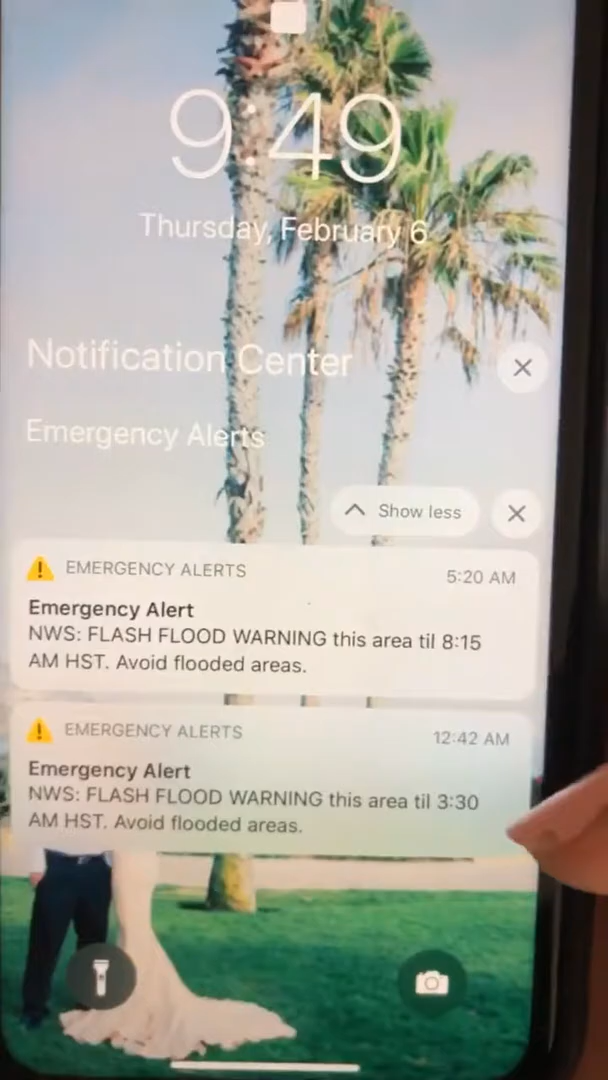 9:49
Thursday, February 6
Notification Center
Emergency Alerts
Show less
EMERGENCY ALERTS
5:20 AM
Emergency Alert
NWS: FLASH FLOOD WARNING this area til 8:15
AM HST. Avoid flooded areas.
EMERGENCY ALERTS
12:42 AM
Emergency Alert
NWS: FLASH FLOOD WARNING this area til 3:30
AM HST. Avoid flooded areas.